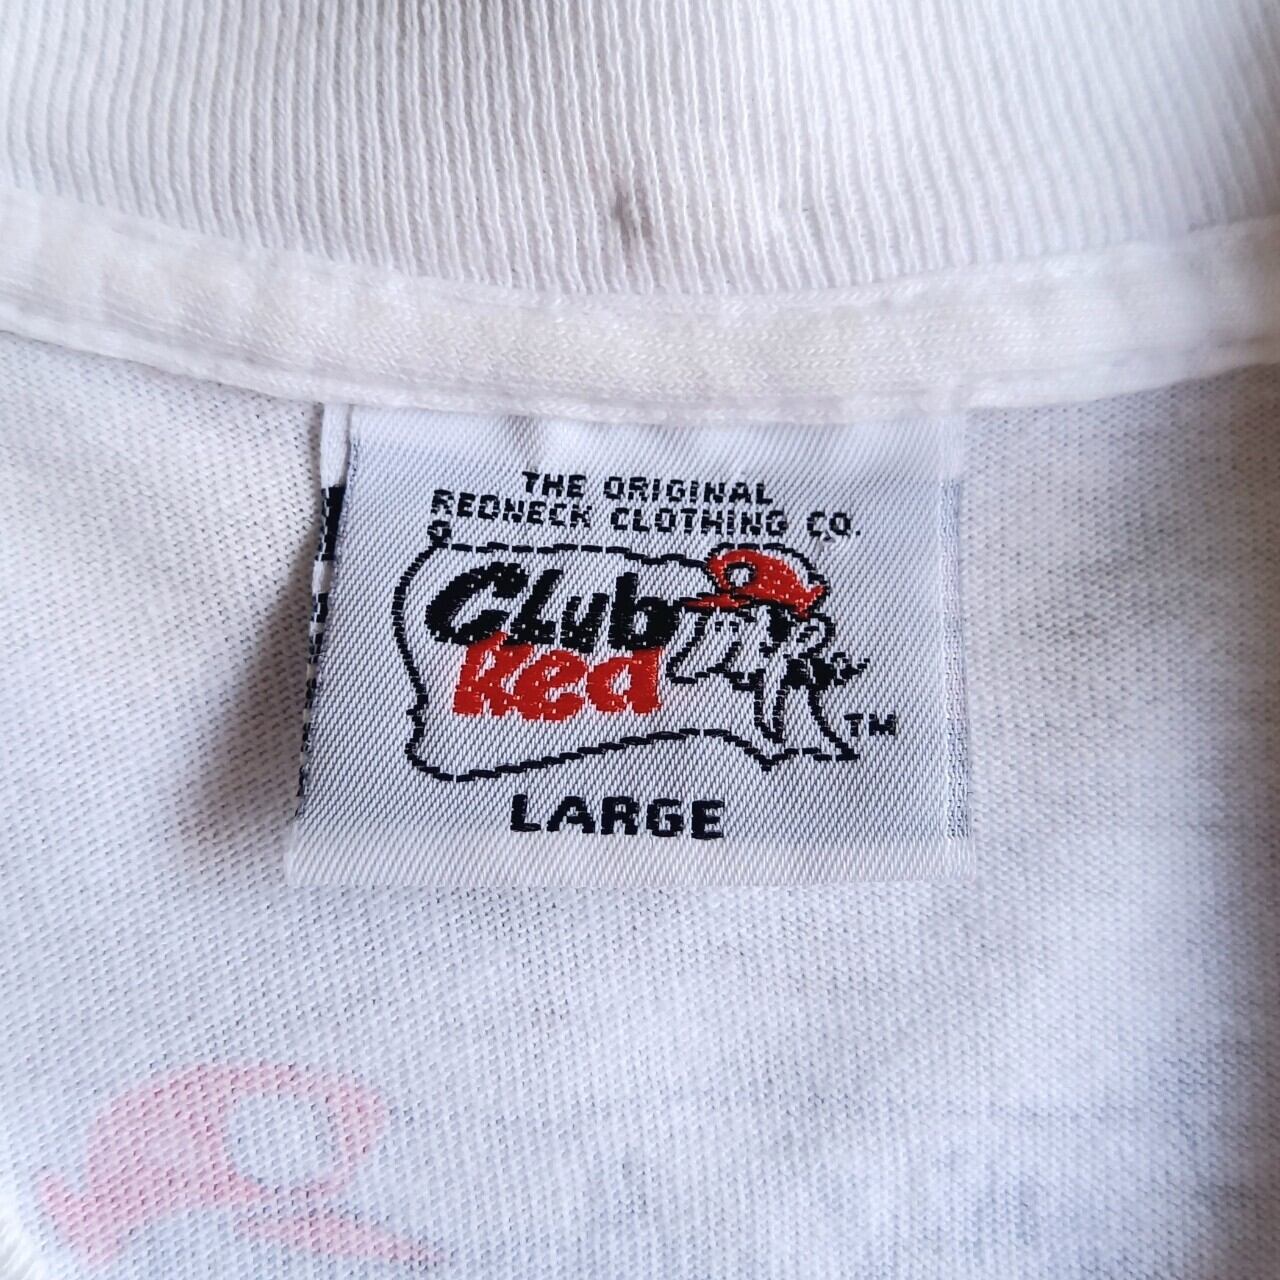 THE ORIGINAL
REDNECK CLOTHING CO.
CLub
Red
TM
LARGE